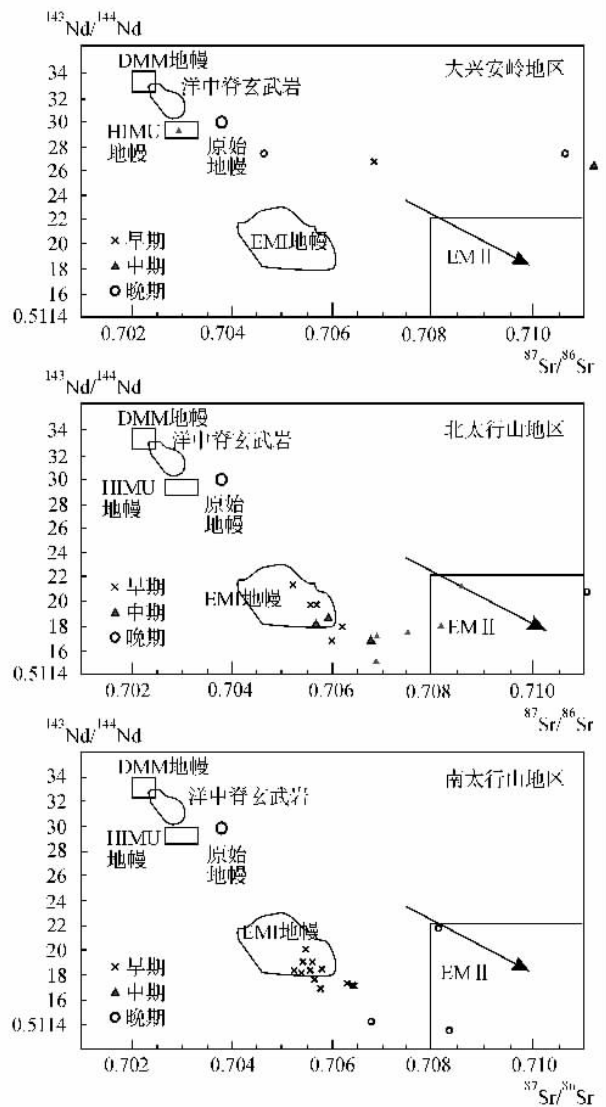 143Nd/144Nd
大兴安岭地区
34
DMM地幔
洋中脊玄武岩
32
30
HIMU
地幔
原始
地幔
28
26
24
22
20
18
16
0.5114
EMI地幔
EM II
× 早期
▲ 中期
○ 晚期
0.702
0.704
0.706
0.708
0.710
87Sr/86Sr
143Nd/144Nd
北太行山地区
34
DMM地幔
洋中脊玄武岩
32
30
HIMU
地幔
原始
地幔
28
26
24
22
20
18
16
0.5114
EMI地幔
EM II
× 早期
▲ 中期
○ 晚期
0.702
0.704
0.706
0.708
0.710
87Sr/86Sr
143Nd/144Nd
南太行山地区
34
DMM地幔
洋中脊玄武岩
32
30
HIMU
地幔
原始
地幔
28
26
24
22
20
18
16
0.5114
EMI地幔
EM II
× 早期
▲ 中期
○ 晚期
0.702
0.704
0.706
0.708
0.710
87Sr/86Sr